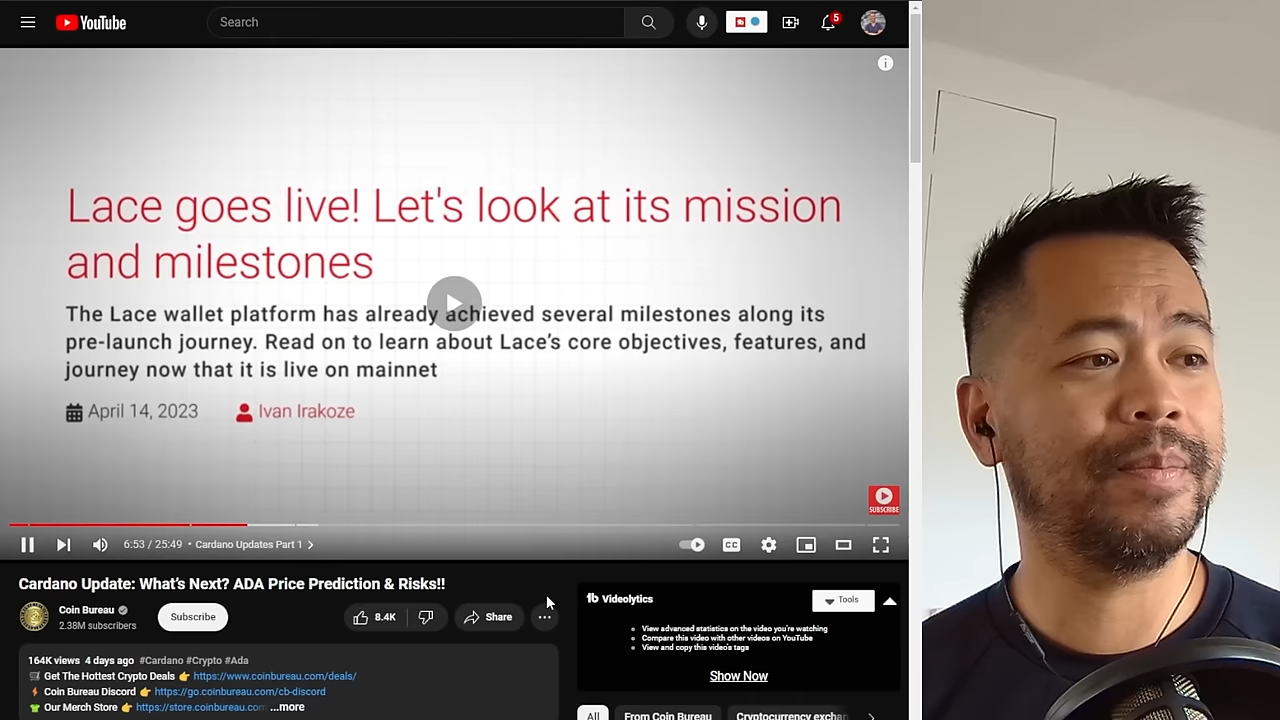 YouTube
Search
5
Lace goes live! Let's look at its mission
and milestones
The Lace wallet platform has already achieved several milestones along its
pre-launch journey. Read on to learn about Lace’s core objectives, features, and
journey now that it is live on mainnet
April 14, 2023 Ivan Irakoze
SUBSCRIBE
6:53 / 25:49 • Cardano Updates Part 1
CC
Cardano Update: What’s Next? ADA Price Prediction & Risks!!
Coin Bureau
2.38M subscribers
Subscribe
8.4K
Share
164K views 4 days ago #Cardano #Crypto #Ada
Get The Hottest Crypto Deals 👉 https://www.coinbureau.com/deals/
Coin Bureau Discord 👉 https://go.coinbureau.com/cb-discord
Our Merch Store 👉 https://store.coinbureau.com ...more
tb Videolytics
Tools
View advanced statistics on the video you're watching
Compare this video with other videos on YouTube
View and copy this video's tags
Show Now
All From Coin Bureau Cryptocurrency exchan